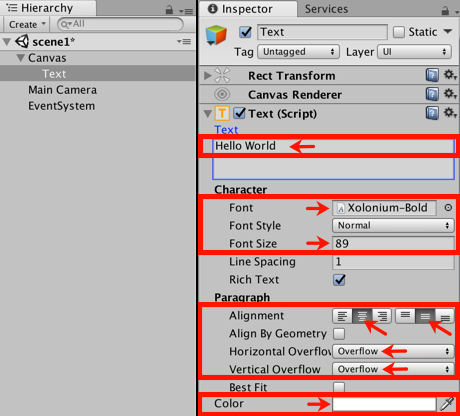 Hierarchy
Create
All
scene1*
Canvas
Text
Main Camera
EventSystem
Inspector Services
Text Static
Tag Untagged Layer UI
Rect Transform
Canvas Renderer
Text (Script)
Text
Hello World
Character
Font Xolonium-Bold
Font Style Normal
Font Size 89
Line Spacing 1
Rich Text
Paragraph
Alignment
Align By Geometry
Horizontal Overflow Overflow
Vertical Overflow Overflow
Best Fit
Color